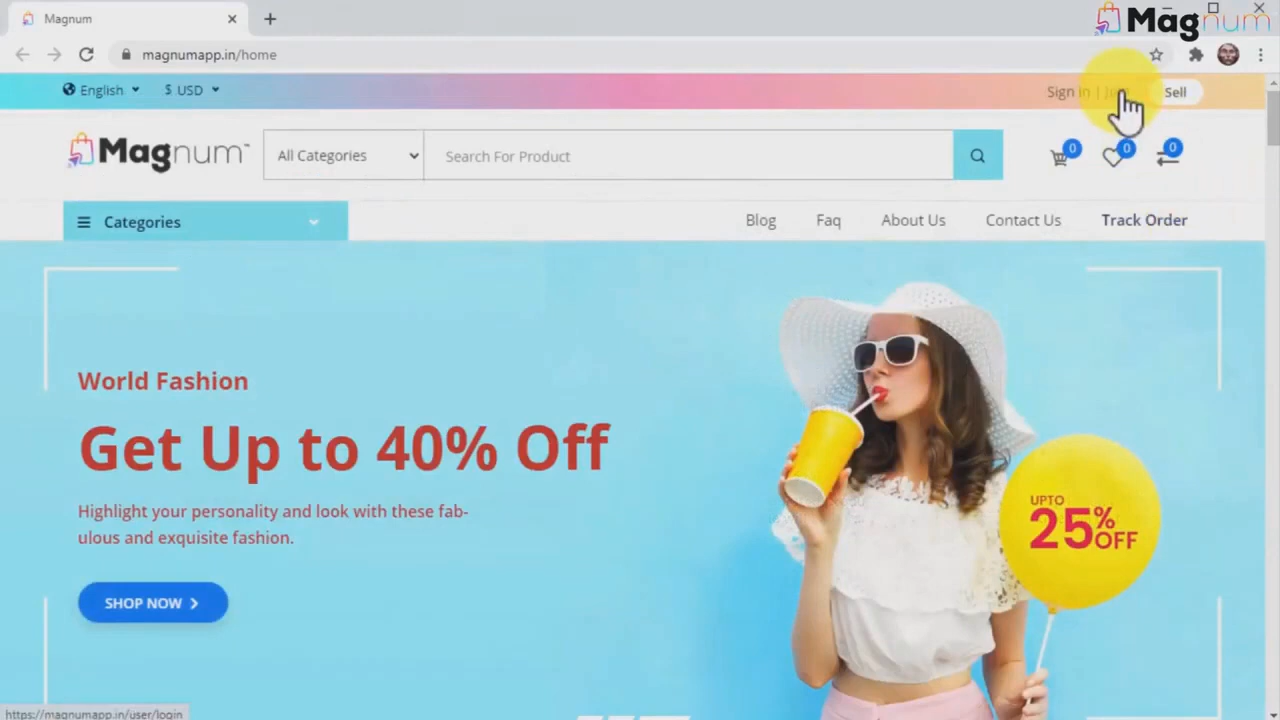 Magnum
Magnum
magnumapp.in/home
English
$ USD
Sign in |
Sell
Magnum™
All Categories
Search For Product
0
0
0
Categories
Blog
Faq
About Us
Contact Us
Track Order
World Fashion
Get Up to 40% Off
Highlight your personality and look with these fab-
ulous and exquisite fashion.
SHOP NOW
UPTO
25%
OFF
https://magnumapp.in/user/login